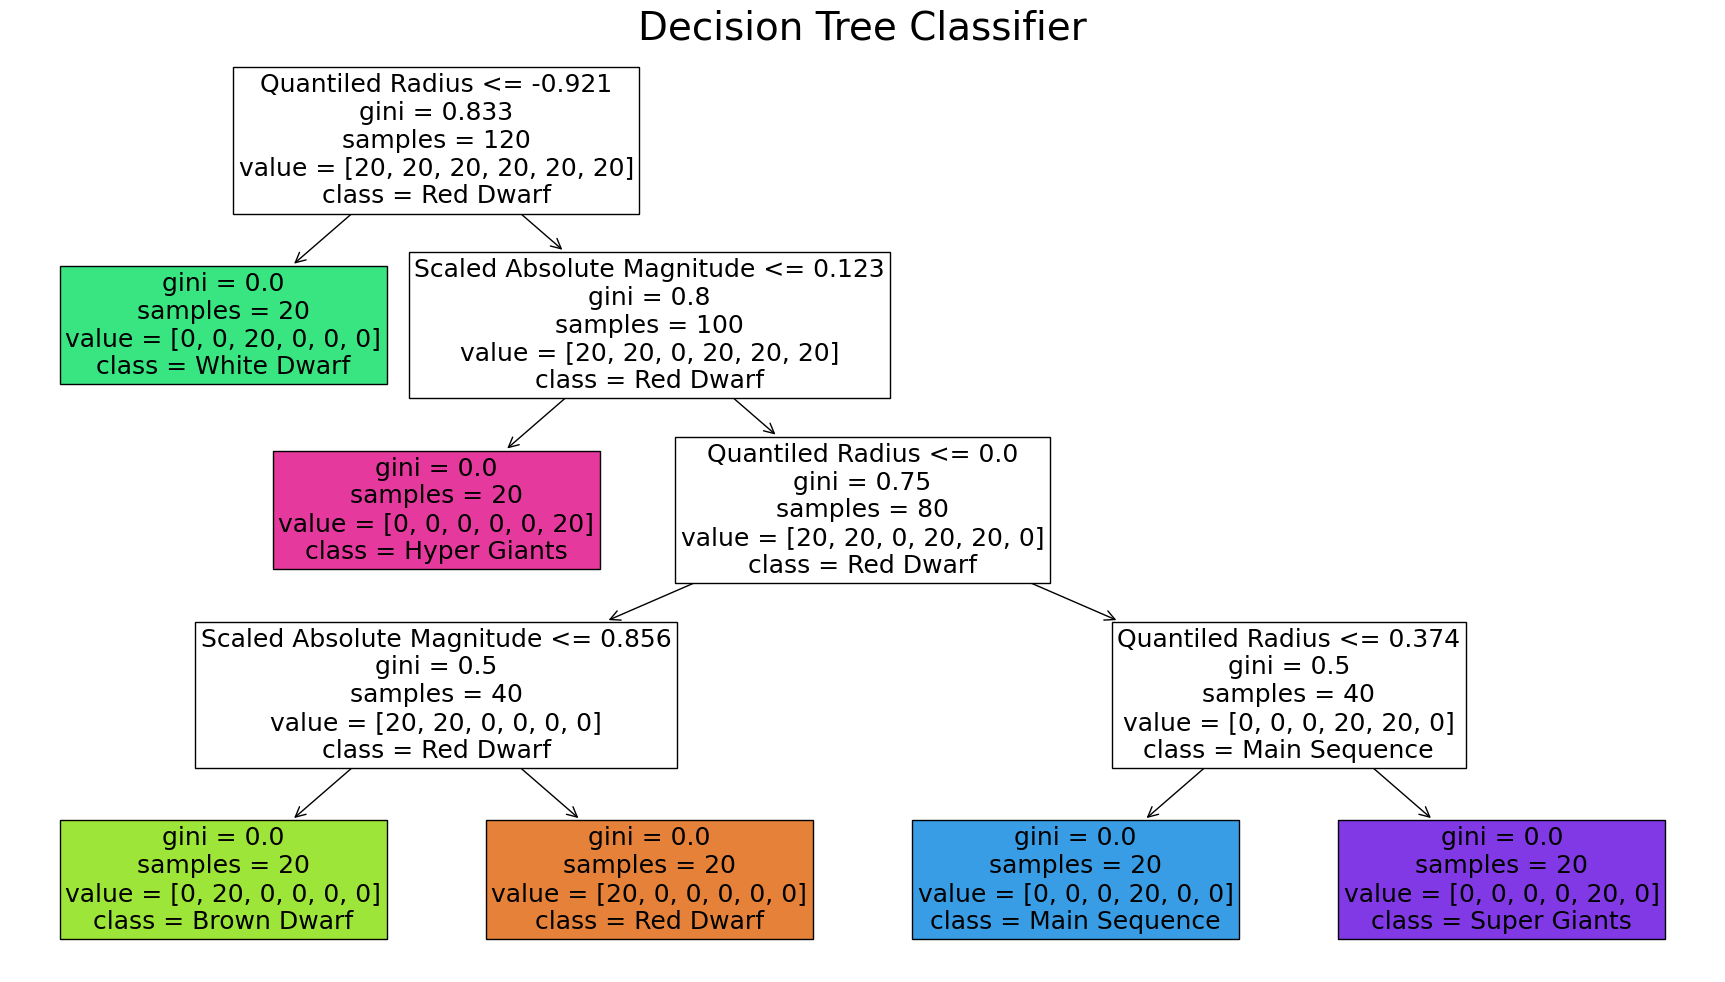 Decision Tree Classifier
Quantiled Radius <= -0.921
gini = 0.833
samples = 120
value = [20, 20, 20, 20, 20, 20]
class = Red Dwarf
gini = 0.0
samples = 20
value = [0, 0, 20, 0, 0, 0]
class = White Dwarf
Scaled Absolute Magnitude <= 0.123
gini = 0.8
samples = 100
value = [20, 20, 0, 20, 20, 20]
class = Red Dwarf
gini = 0.0
samples = 20
value = [0, 0, 0, 0, 0, 20]
class = Hyper Giants
Quantiled Radius <= 0.0
gini = 0.75
samples = 80
value = [20, 20, 0, 20, 20, 0]
class = Red Dwarf
Scaled Absolute Magnitude <= 0.856
gini = 0.5
samples = 40
value = [20, 20, 0, 0, 0, 0]
class = Red Dwarf
Quantiled Radius <= 0.374
gini = 0.5
samples = 40
value = [0, 0, 0, 20, 20, 0]
class = Main Sequence
gini = 0.0
samples = 20
value = [0, 20, 0, 0, 0, 0]
class = Brown Dwarf
gini = 0.0
samples = 20
value = [20, 0, 0, 0, 0, 0]
class = Red Dwarf
gini = 0.0
samples = 20
value = [0, 0, 0, 20, 0, 0]
class = Main Sequence
gini = 0.0
samples = 20
value = [0, 0, 0, 0, 20, 0]
class = Super Giants